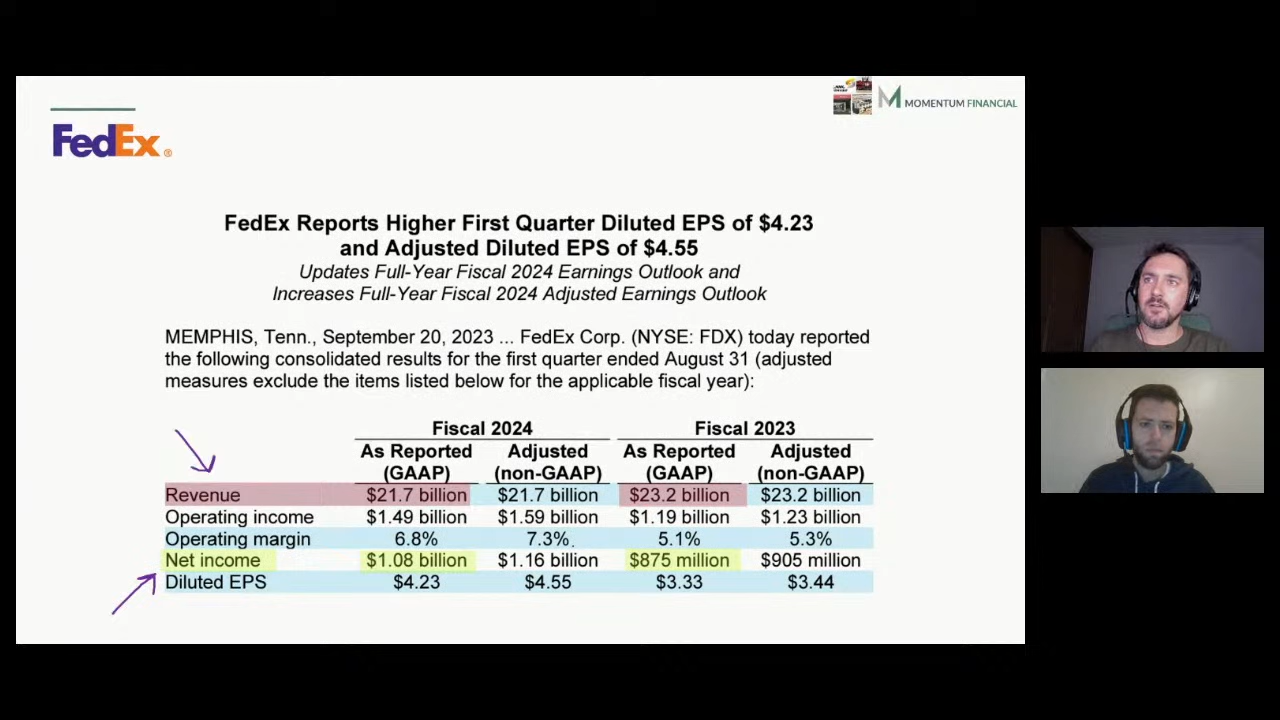 MOMENTUM FINANCIAL
FedEx®
FedEx Reports Higher First Quarter Diluted EPS of $4.23
and Adjusted Diluted EPS of $4.55
Updates Full-Year Fiscal 2024 Earnings Outlook and
Increases Full-Year Fiscal 2024 Adjusted Earnings Outlook
MEMPHIS, Tenn., September 20, 2023 ... FedEx Corp. (NYSE: FDX) today reported
the following consolidated results for the first quarter ended August 31 (adjusted
measures exclude the items listed below for the applicable fiscal year):
Fiscal 2024 Fiscal 2023
As Reported Adjusted As Reported Adjusted
(GAAP) (non-GAAP) (GAAP) (non-GAAP)
Revenue $21.7 billion $21.7 billion $23.2 billion $23.2 billion
Operating income $1.49 billion $1.59 billion $1.19 billion $1.23 billion
Operating margin 6.8% 7.3% 5.1% 5.3%
Net income $1.08 billion $1.16 billion $875 million $905 million
Diluted EPS $4.23 $4.55 $3.33 $3.44